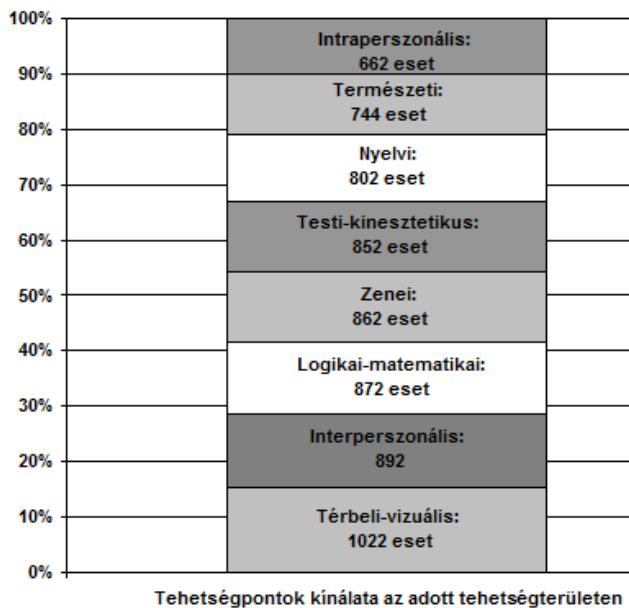 100%
90%
80%
70%
60%
50%
40%
30%
20%
10%
0%
Intraperszonális:
662 eset
Természeti:
744 eset
Nyelvi:
802 eset
Testi-kinesztetikus:
852 eset
Zenei:
862 eset
Logikai-matematikai:
872 eset
Interperszonális:
892
Térbeli-vizuális:
1022 eset
Tehetségpontok kínálata az adott tehetségterületen